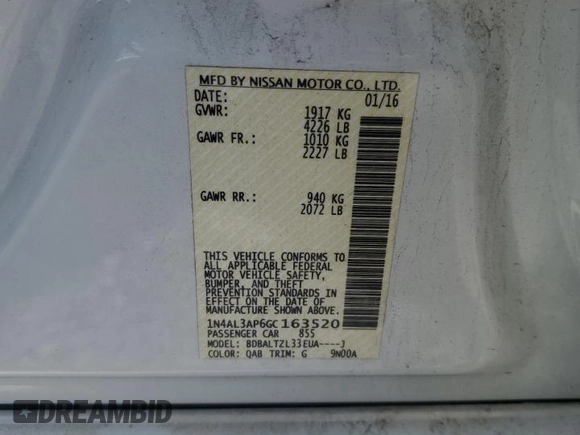 MFD BY NISSAN MOTOR CO., LTD.
DATE: 01/16
GVWR: 1917 KG
4226 LB
GAWR FR.: 1010 KG
2227 LB
GAWR RR.: 940 KG
2072 LB
THIS VEHICLE CONFORMS TO
ALL APPLICABLE FEDERAL
MOTOR VEHICLE SAFETY,
BUMPER, AND THEFT
PREVENTION STANDARDS IN
EFFECT ON THE DATE OF
MANUFACTURE SHOWN ABOVE.
1N4AL3AP6GC163520
PASSENGER CAR 855
MODEL: BDBALTZL33EUA----J
COLOR: QAB TRIM: G 9N00A
DREAMBID